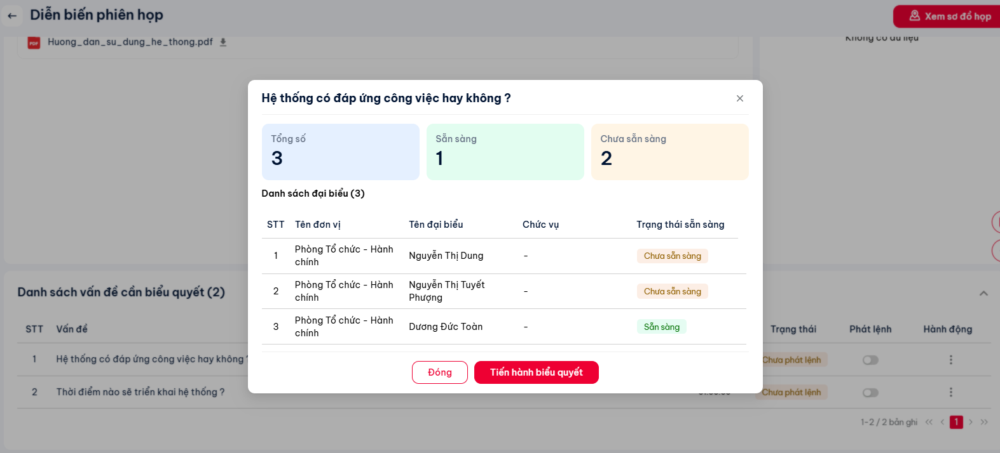 Diễn biến phiên họp
Xem sơ đồ họp
PDF
Huong_dan_su_dung_he_thong.pdf
Không có dữ liệu
Hệ thống có đáp ứng công việc hay không ?
Tổng số
3
Sẵn sàng
1
Chưa sẵn sàng
2
Danh sách đại biểu (3)
STT Tên đơn vị Tên đại biểu Chức vụ Trạng thái sẵn sàng
1 Phòng Tổ chức - Hành chính Nguyễn Thị Dung - Chưa sẵn sàng
2 Phòng Tổ chức - Hành chính Nguyễn Thị Tuyết Phượng - Chưa sẵn sàng
3 Phòng Tổ chức - Hành chính Dương Đức Toàn - Sẵn sàng
Đóng
Tiến hành biểu quyết
Danh sách vấn đề cần biểu quyết (2)
STT Vấn đề Trạng thái Phát lệnh Hành động
1 Hệ thống có đáp ứng công việc hay không ? Chưa phát lệnh
2 Thời điểm nào sẽ triển khai hệ thống ? Chưa phát lệnh
1-2 / 2 bản ghi << < 1 > >>